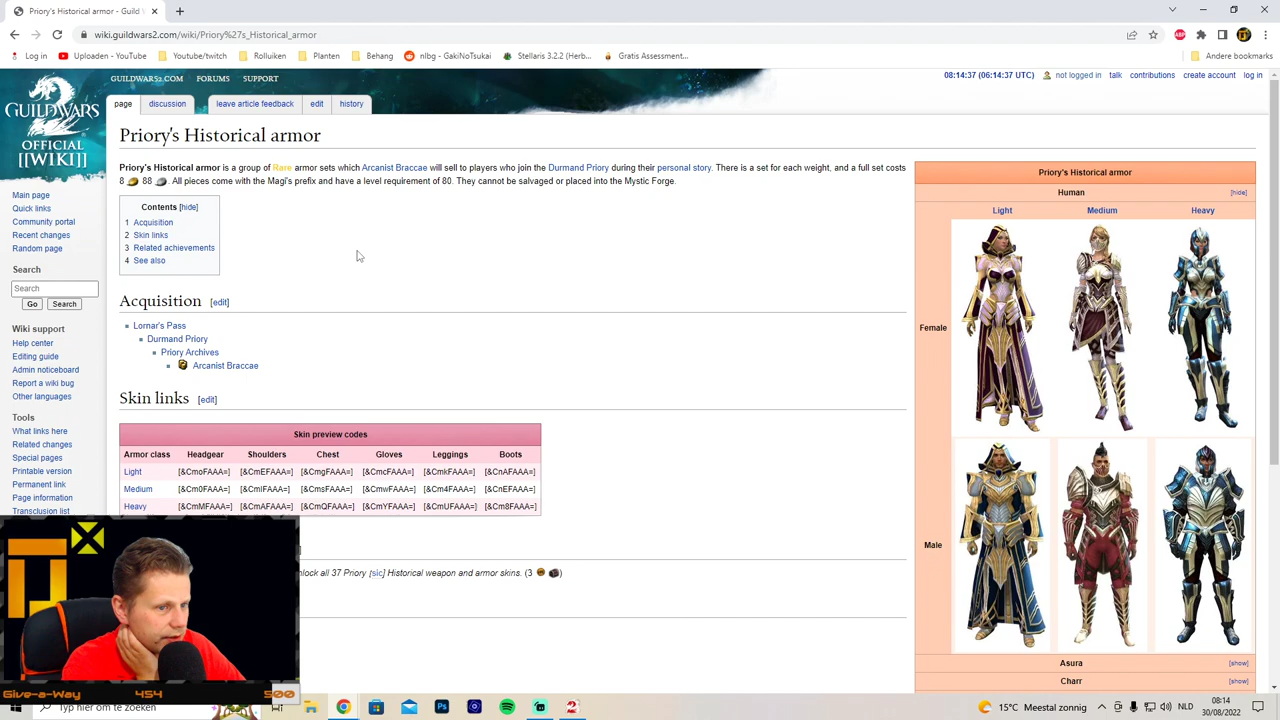 Priory's Historical armor - Guild W
wiki.guildwars2.com/wiki/Priory%27s_Historical_armor
Log in
Uploaden - YouTube
Youtube/twitch
Rolluiken
Planten
Behang
nlbg - GakiNoTsukai
Stellaris 3.2.2 (Herb...
Gratis Assessment...
Andere bookmarks
GUILDWARS2.COM FORUMS SUPPORT
08:14:37 (06:14:37 UTC) not logged in talk contributions create account log in
page discussion leave article feedback edit history
GUILD WARS 2
OFFICIAL
[[WIKI]]
Main page
Quick links
Community portal
Recent changes
Random page
Search
Search
Go Search
Wiki support
Help center
Editing guide
Admin noticeboard
Report a wiki bug
Other languages
Tools
What links here
Related changes
Special pages
Printable version
Permanent link
Page information
Transclusion list
Priory's Historical armor
Priory's Historical armor is a group of Rare armor sets which Arcanist Braccae will sell to players who join the Durmand Priory during their personal story. There is a set for each weight, and a full set costs
8 88 . All pieces come with the Magi's prefix and have a level requirement of 80. They cannot be salvaged or placed into the Mystic Forge.
Contents [hide]
1 Acquisition
2 Skin links
3 Related achievements
4 See also
Acquisition [edit]
Lornar's Pass
Durmand Priory
Priory Archives
Arcanist Braccae
Skin links [edit]
Skin preview codes
Armor class Headgear Shoulders Chest Gloves Leggings Boots
Light [&CmoFAAA=] [&CmEFAAA=] [&CmgFAAA=] [&CmcFAAA=] [&CmkFAAA=] [&CnAFAAA=]
Medium [&Cm0FAAA=] [&CmIFAAA=] [&CmsFAAA=] [&CmwFAAA=] [&Cm4FAAA=] [&CnEFAAA=]
Heavy [&CmMFAAA=] [&CmAFAAA=] [&CmQFAAA=] [&CmYFAAA=] [&CmUFAAA=] [&Cm8FAAA=]
nlock all 37 Priory [sic] Historical weapon and armor skins. (3 )
Priory's Historical armor
Human [hide]
Light Medium Heavy
Female
Male
Asura [show]
Charr [show]
TJX
Give-a-Way 454 500
Typ hier om te zoeken
15°C Meestal zonnig
NLD
08:14
30/08/2022